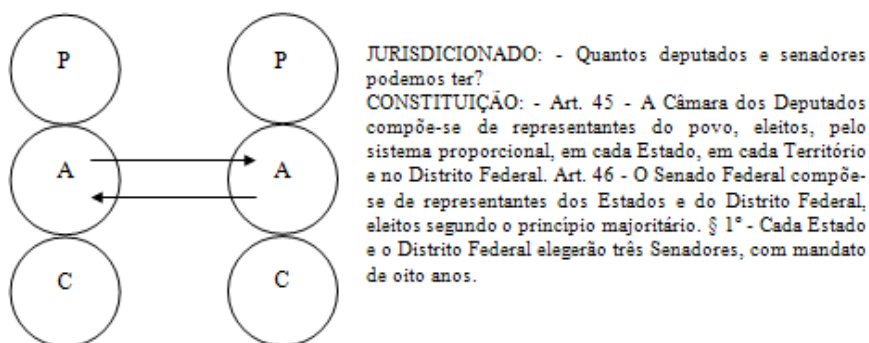 P P
A A
C C
JURISDICIONADO: - Quantos deputados e senadores
podemos ter?
CONSTITUIÇÃO: - Art. 45 - A Câmara dos Deputados
compõe-se de representantes do povo, eleitos, pelo
sistema proporcional, em cada Estado, em cada Território
e no Distrito Federal. Art. 46 - O Senado Federal compõe-
se de representantes dos Estados e do Distrito Federal,
eleitos segundo o princípio majoritário. § 1º - Cada Estado
e o Distrito Federal elegerão três Senadores, com mandato
de oito anos.